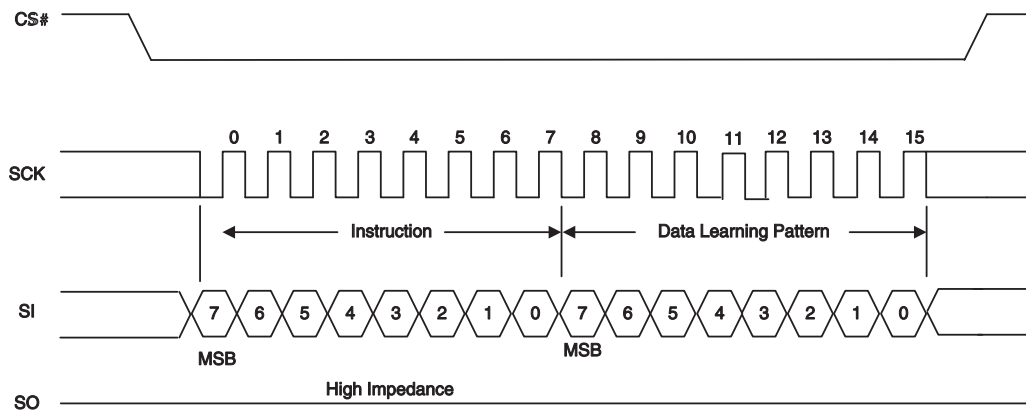 CS#
0 1 2 3 4 5 6 7 8 9 10 11 12 13 14 15
SCK
Instruction Data Learning Pattern
SI 7 6 5 4 3 2 1 0 7 6 5 4 3 2 1 0
MSB MSB
High Impedance
SO